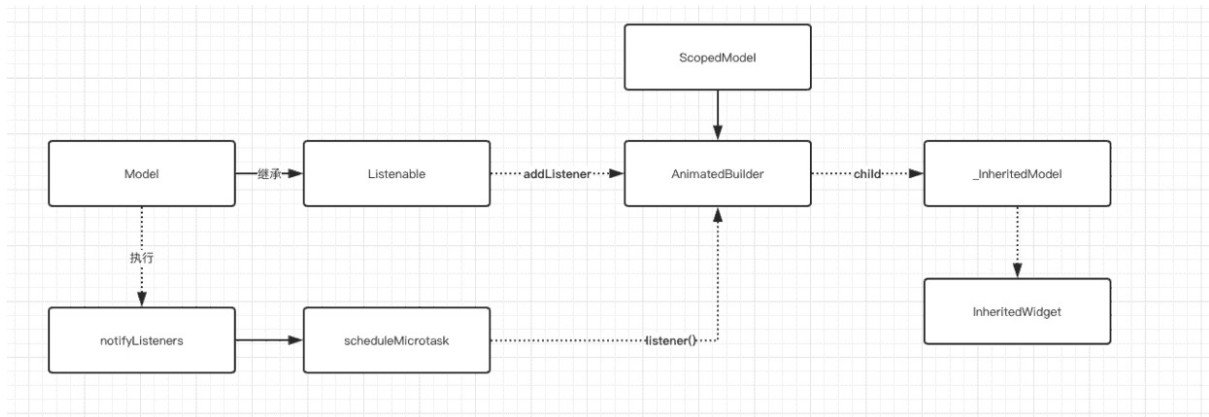 ScopedModel
Model
继承
Listenable
addListener
AnimatedBuilder
child
_InheritedModel
执行
InheritedWidget
notifyListeners
scheduleMicrotask
listener()